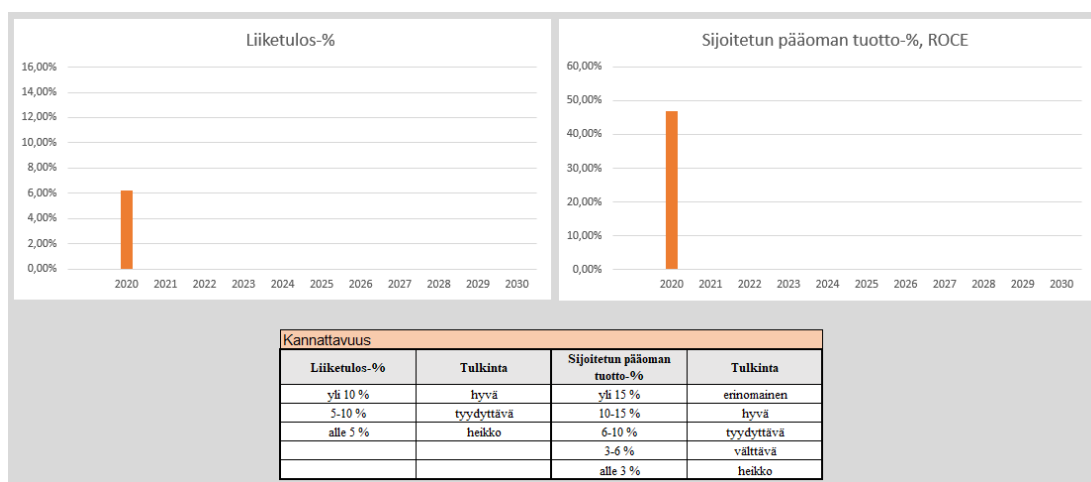 Liiketulos-%
16,00%
14,00%
12,00%
10,00%
8,00%
6,00%
4,00%
2,00%
0,00%
2020 2021 2022 2023 2024 2025 2026 2027 2028 2029 2030
Sijoitetun pääoman tuotto-%, ROCE
60,00%
50,00%
40,00%
30,00%
20,00%
10,00%
0,00%
2020 2021 2022 2023 2024 2025 2026 2027 2028 2029 2030
Kannattavuus
Liiketulos-% Tulkinta Sijoitetun pääoman tuotto-% Tulkinta
yli 10 % hyvä yli 15 % erinomainen
5-10 % tyydyttävä 10-15 % hyvä
alle 5 % heikko 6-10 % tyydyttävä
3-6 % välttävä
alle 3 % heikko